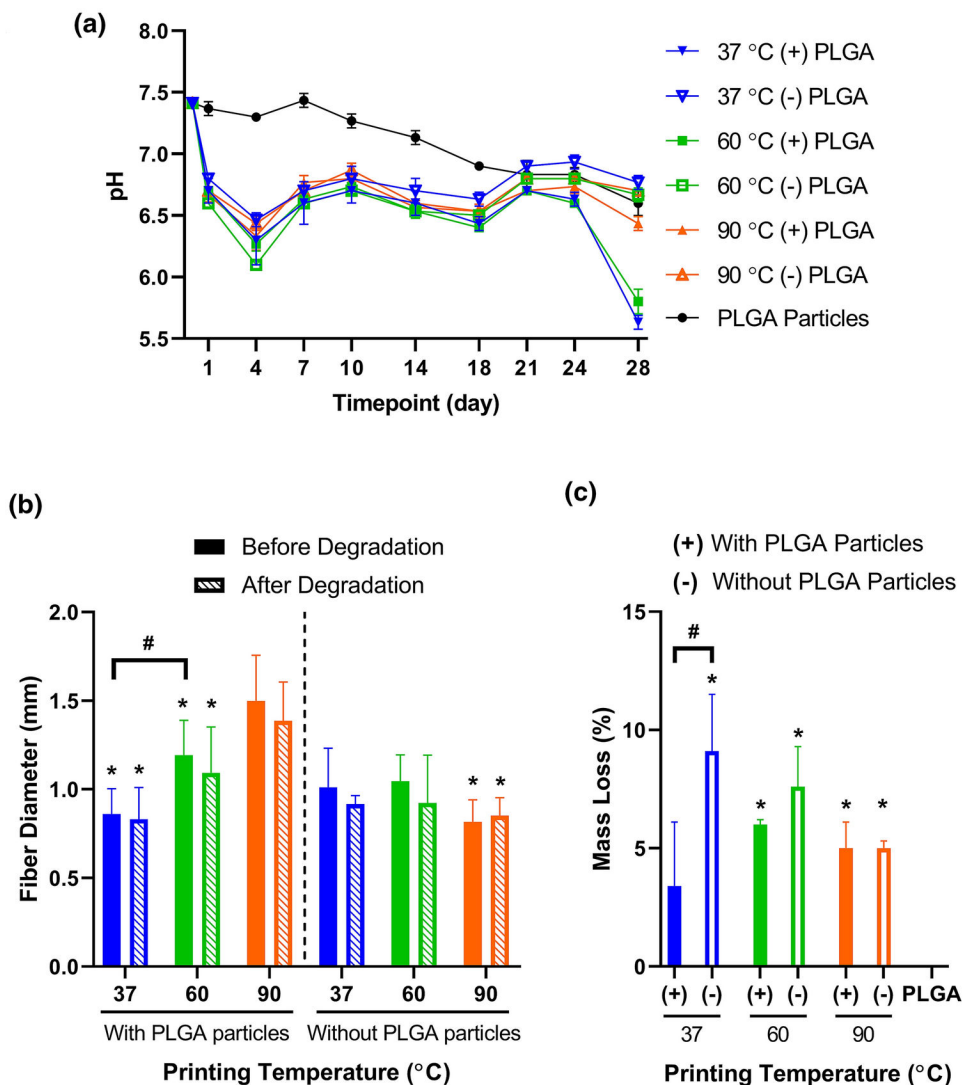 (a)
8.0
7.5
7.0
6.5
6.0
5.5
pH
1 4 7 10 14 18 21 24 28
Timepoint (day)
37 °C (+) PLGA
37 °C (-) PLGA
60 °C (+) PLGA
60 °C (-) PLGA
90 °C (+) PLGA
90 °C (-) PLGA
PLGA Particles
(b)
Before Degradation
After Degradation
2.0
1.5
1.0
0.5
0.0
Fiber Diameter (mm)
#
* * * * * *
37 60 90 37 60 90
With PLGA particles Without PLGA particles
Printing Temperature (°C)
(c)
(+) With PLGA Particles
(-) Without PLGA Particles
15
10
5
0
Mass Loss (%)
#
* * * * *
(+) (-) (+) (-) (+) (-) PLGA
37 60 90
Printing Temperature (°C)